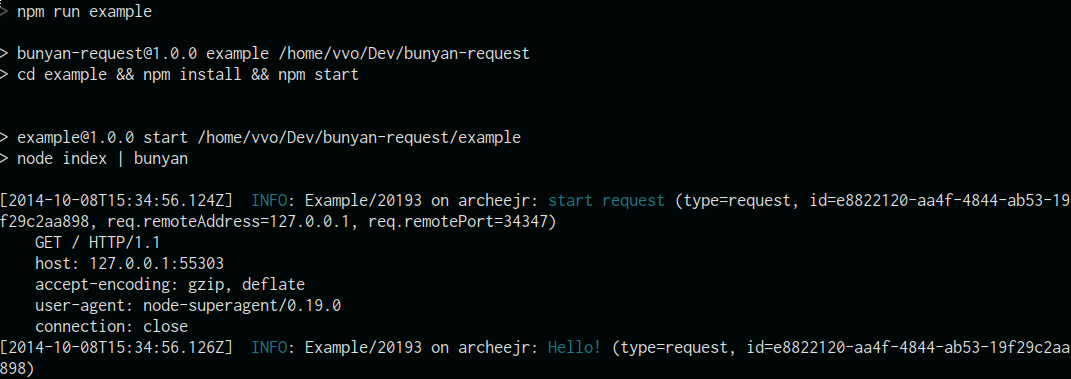 > npm run example
> bunyan-request@1.0.0 example /home/vvo/Dev/bunyan-request
> cd example && npm install && npm start
> example@1.0.0 start /home/vvo/Dev/bunyan-request/example
> node index | bunyan
[2014-10-08T15:34:56.124Z]  INFO: Example/20193 on archeejr: start request (type=request, id=e8822120-aa4f-4844-ab53-19
f29c2aa898, req.remoteAddress=127.0.0.1, req.remotePort=34347)
    GET / HTTP/1.1
    host: 127.0.0.1:55303
    accept-encoding: gzip, deflate
    user-agent: node-superagent/0.19.0
    connection: close
[2014-10-08T15:34:56.126Z]  INFO: Example/20193 on archeejr: Hello! (type=request, id=e8822120-aa4f-4844-ab53-19f29c2aa
898)